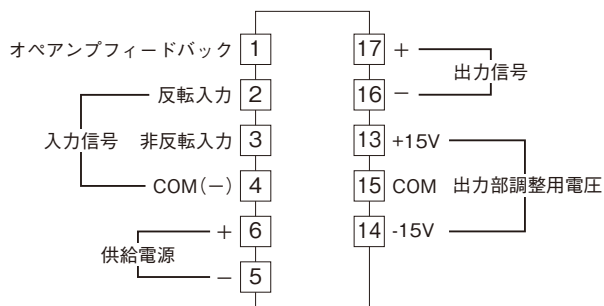 オペアンプフィードバック 1
反転入力 2
入力信号 非反転入力 3
COM(−) 4
+ 6
供給電源
− 5
17 +
出力信号
16 −
13 +15V
15 COM 出力部調整用電圧
14 -15V